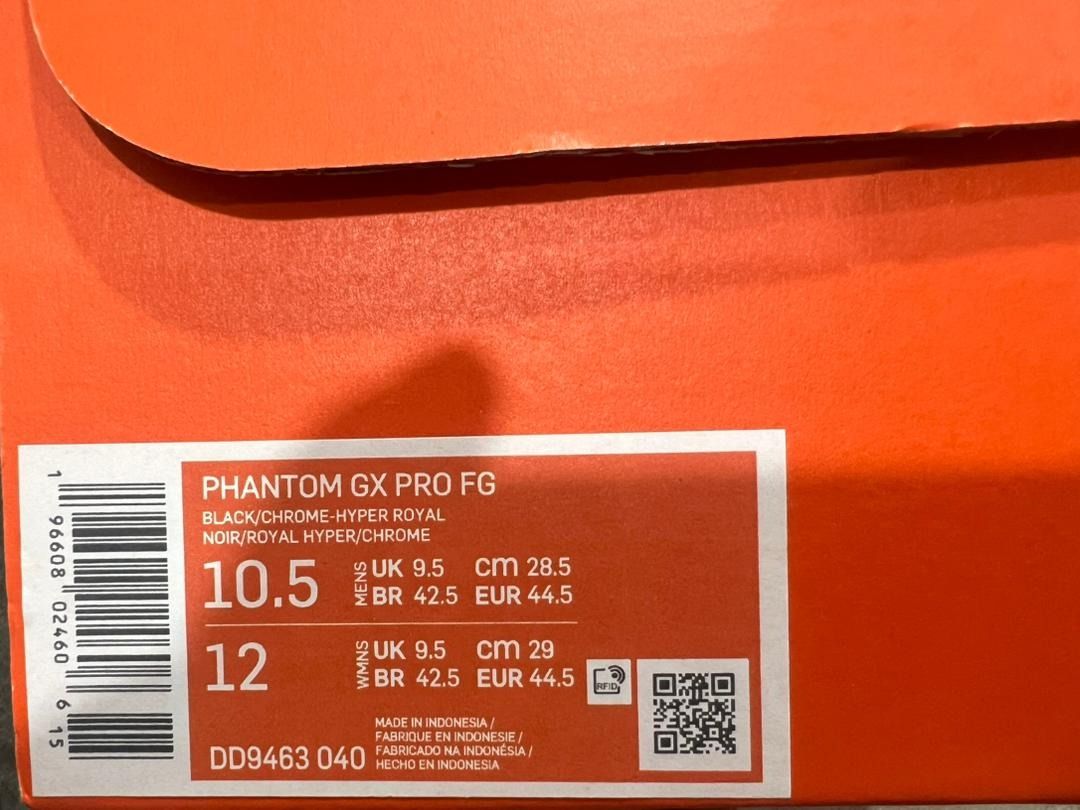 PHANTOM GX PRO FG
BLACK/CHROME-HYPER ROYAL
NOIR/ROYAL HYPER/CHROME
10.5 MENS UK 9.5 CM 28.5
BR 42.5 EUR 44.5
12 WMNS UK 9.5 CM 29
BR 42.5 EUR 44.5
RFID
MADE IN INDONESIA /
FABRIQUE EN INDONESIE /
FABRICADO NA INDONÉSIA /
HECHO EN INDONESIA
DD9463 040
1 96608 02460 6 15